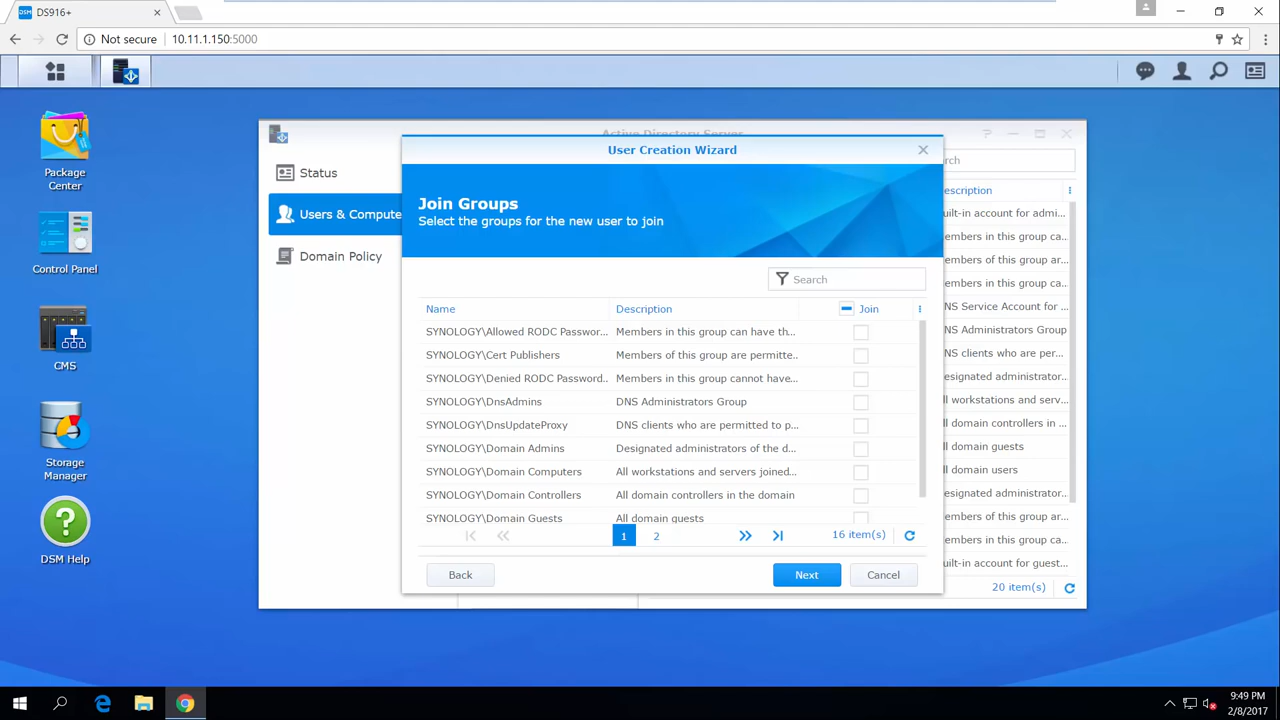 DS916+
Not secure
10.11.1.150:5000
Package
Center
Control Panel
CMS
Storage
Manager
DSM Help
Active Directory Server
Status
Users & Compute
Domain Policy
rch
escription
uilt-in account for admi...
embers in this group ca...
embers of this group ar...
embers in this group ca...
NS Service Account for ...
NS Administrators Group
NS clients who are per...
esignated administrator...
ll workstations and serv...
ll domain controllers in ...
ll domain guests
ll domain users
esignated administrator...
embers of this group ar...
embers in this group ca...
uilt-in account for guest...
20 item(s)
User Creation Wizard
Join Groups
Select the groups for the new user to join
Search
Name Description Join
SYNOLOGY\Allowed RODC Passwor... Members in this group can have th...
SYNOLOGY\Cert Publishers Members of this group are permitte...
SYNOLOGY\Denied RODC Password... Members in this group cannot have...
SYNOLOGY\DnsAdmins DNS Administrators Group
SYNOLOGY\DnsUpdateProxy DNS clients who are permitted to p...
SYNOLOGY\Domain Admins Designated administrators of the d...
SYNOLOGY\Domain Computers All workstations and servers joined...
SYNOLOGY\Domain Controllers All domain controllers in the domain
SYNOLOGY\Domain Guests All domain guests
1 2 16 item(s)
Back Next Cancel
9:49 PM
2/8/2017